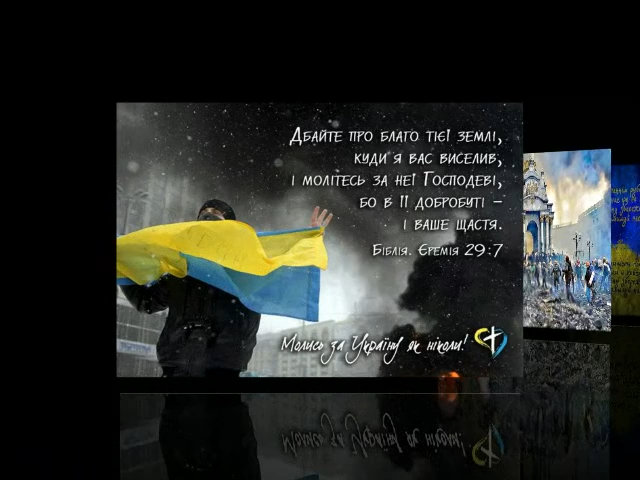 Дбайте про благо тієї землі,
куди я вас виселив,
і молітесь за неї Господеві,
бо в її добробуті –
і ваше щастя.
Біблія. Єремія 29:7
Молись за Україну як ніколи!